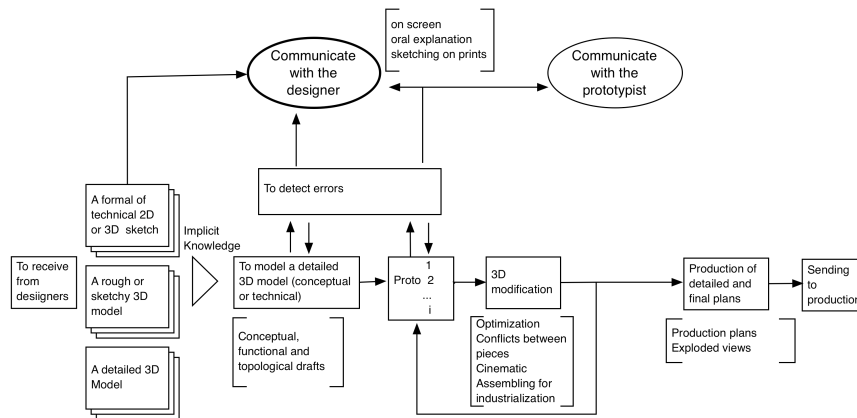 on screen
oral explanation
sketching on prints
Communicate
with the
designer
Communicate
with the
prototypist
To detect errors
A formal of
technical 2D
or 3D sketch
Implicit
Knowledge
To receive
from
desiigners
A rough or
sketchy 3D
model
To model a detailed
3D model (conceptual
or technical)
Proto
1
2
...
i
3D
modification
Production of
detailed and
final plans
Sending
to
production
Conceptual,
functional and
topological drafts
Optimization
Conflicts between
pieces
Cinematic
Assembling for
industrialization
Production plans
Exploded views
A detailed 3D
Model